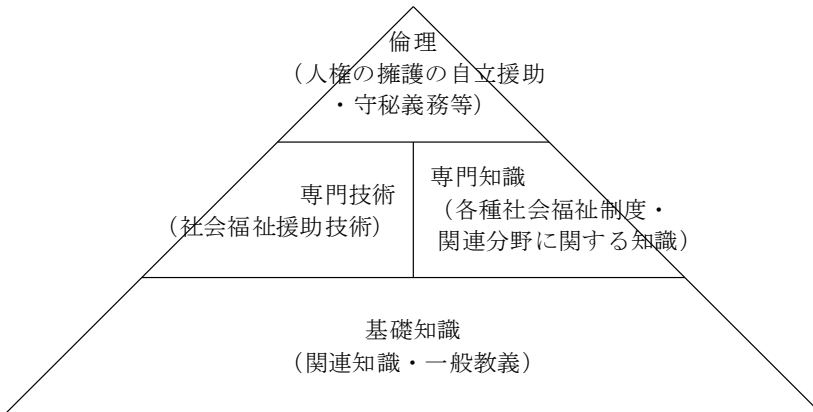 倫理
（人権の擁護の自立援助
・守秘義務等）
専門技術
（社会福祉援助技術）
専門知識
（各種社会福祉制度・
関連分野に関する知識）
基礎知識
（関連知識・一般教義）